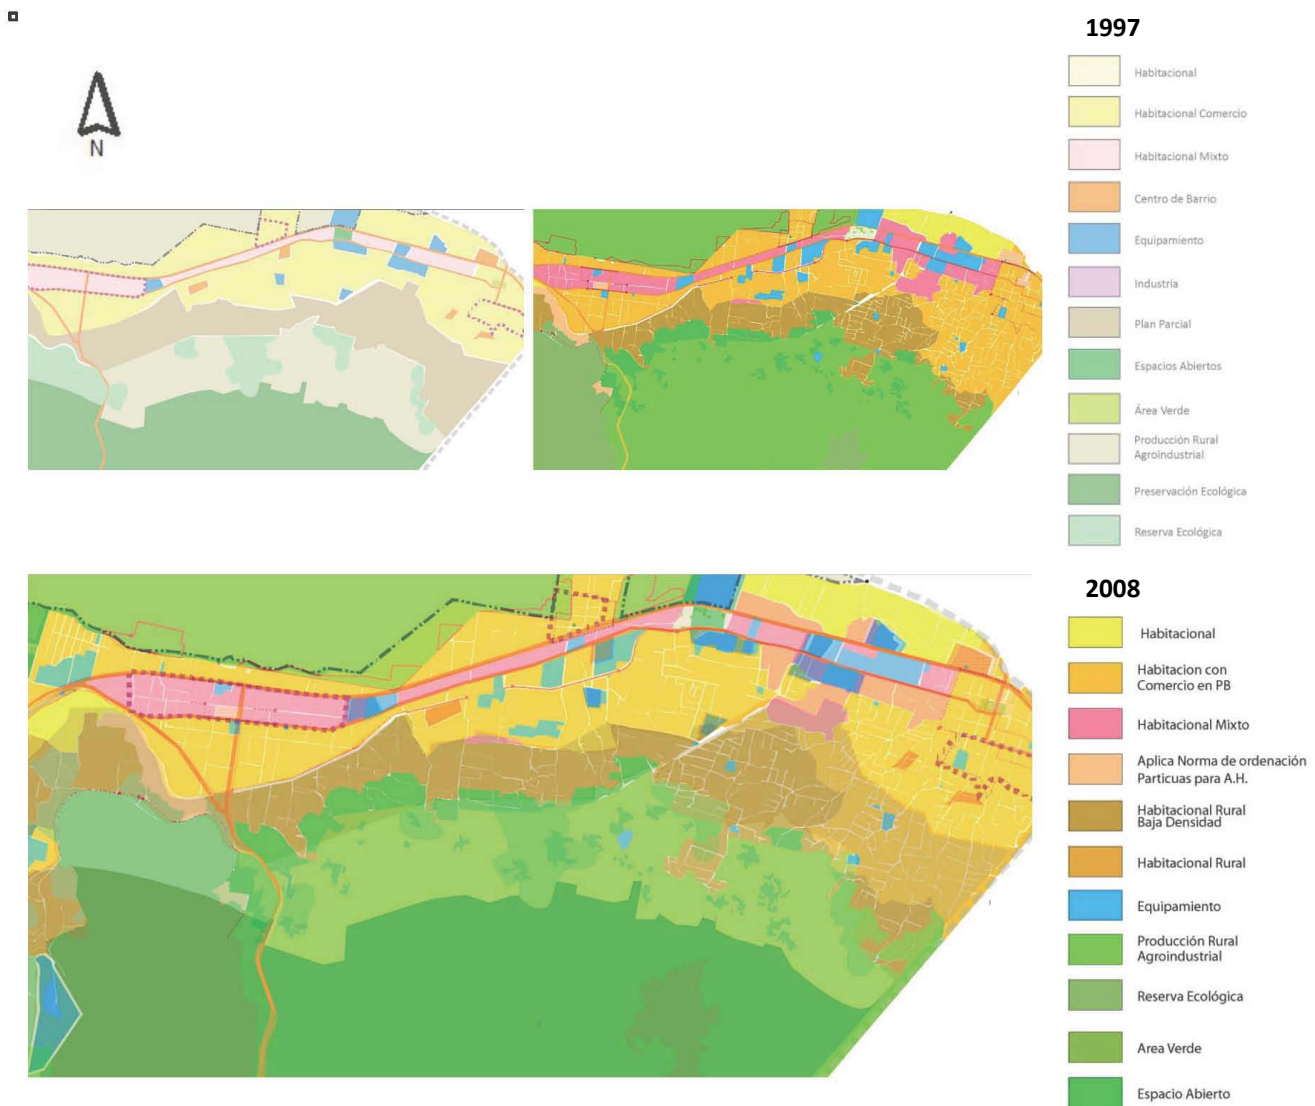 1997
Habitacional
Habitacional Comercio
N
Habitacional Mixto
Centro de Barrio
Equipamiento
Industria
Plan Parcial
Espacios Abiertos
Área Verde
Producción Rural
Agroindustrial
Preservación Ecológica
Reserva Ecológica
2008
Habitacional
Habitacion con
Comercio en PB
Habitacional Mixto
Aplica Norma de ordenación
Particuas para A.H.
Habitacional Rural
Baja Densidad
Habitacional Rural
Equipamiento
Producción Rural
Agroindustrial
Reserva Ecológica
Area Verde
Espacio Abierto